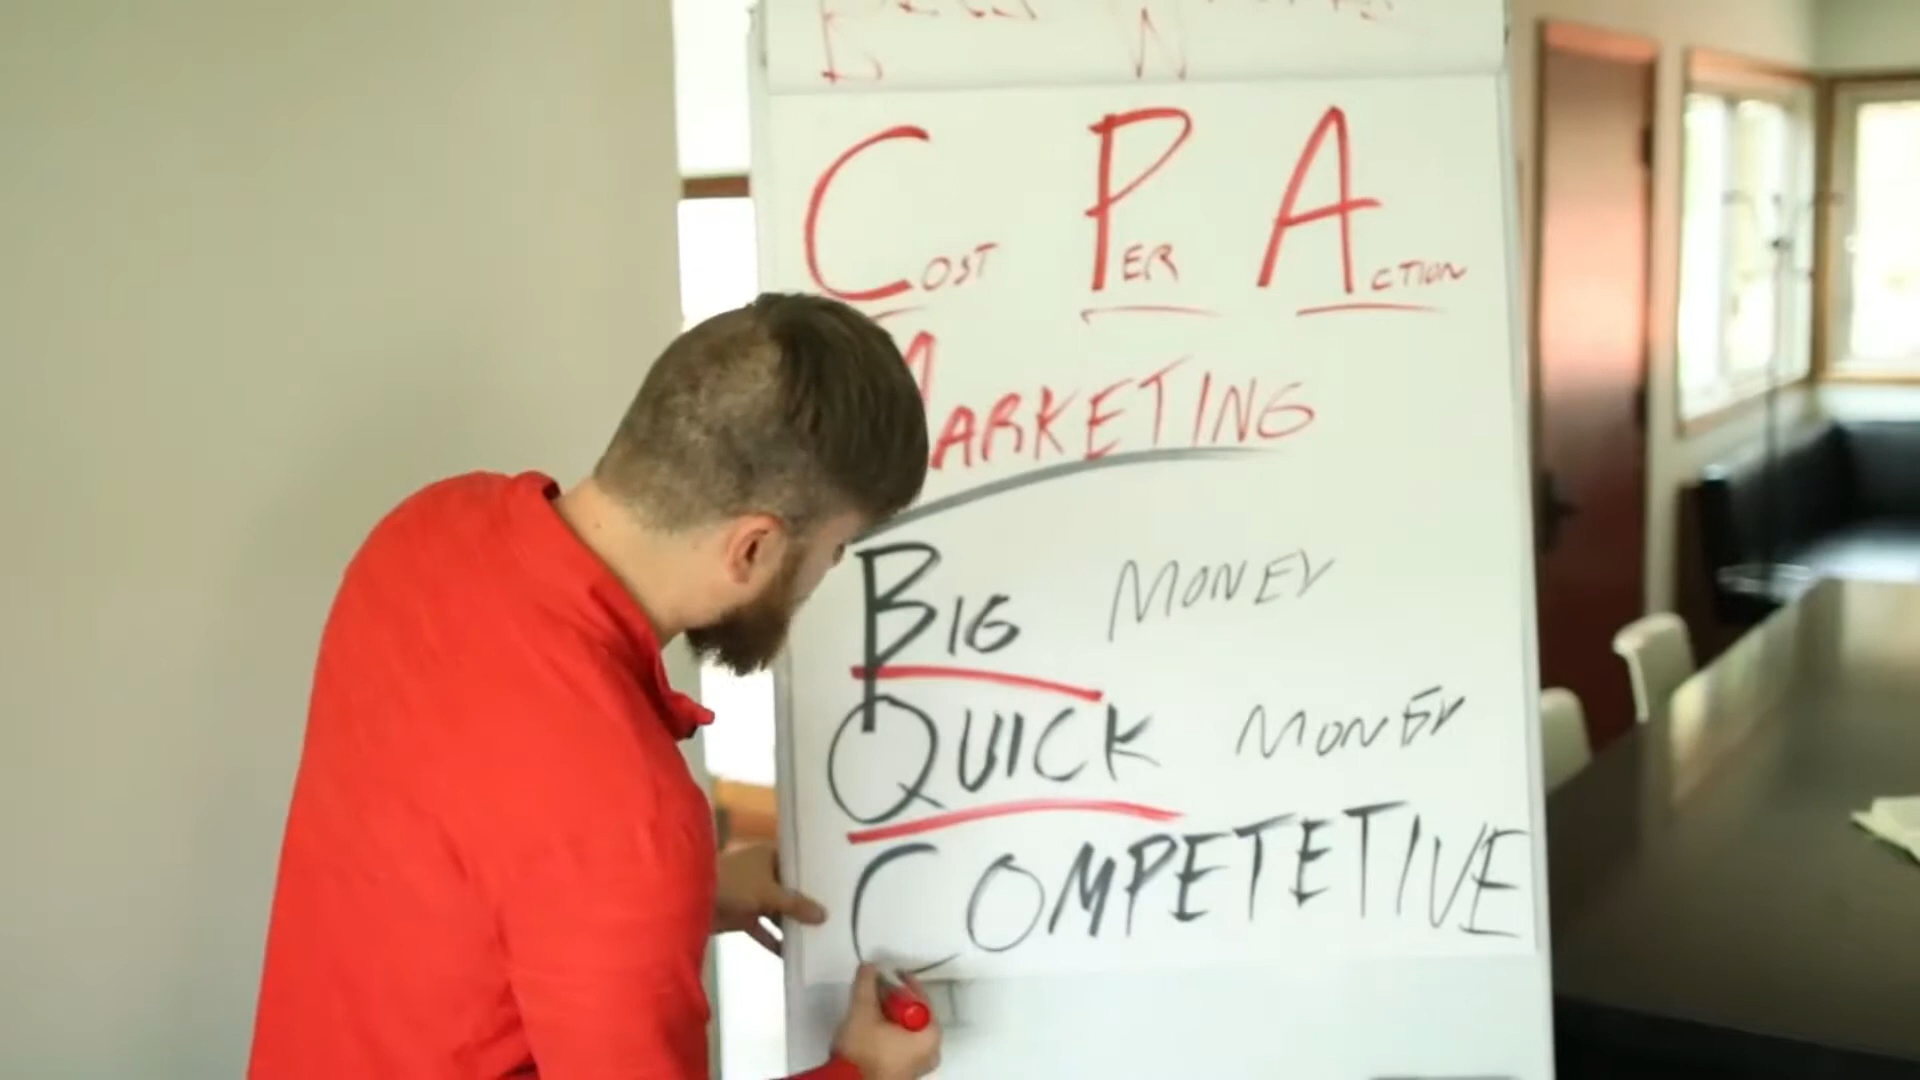 COST PER ACTION
MARKETING
BIG MONEY
QUICK MONEY
COMPETETIVE